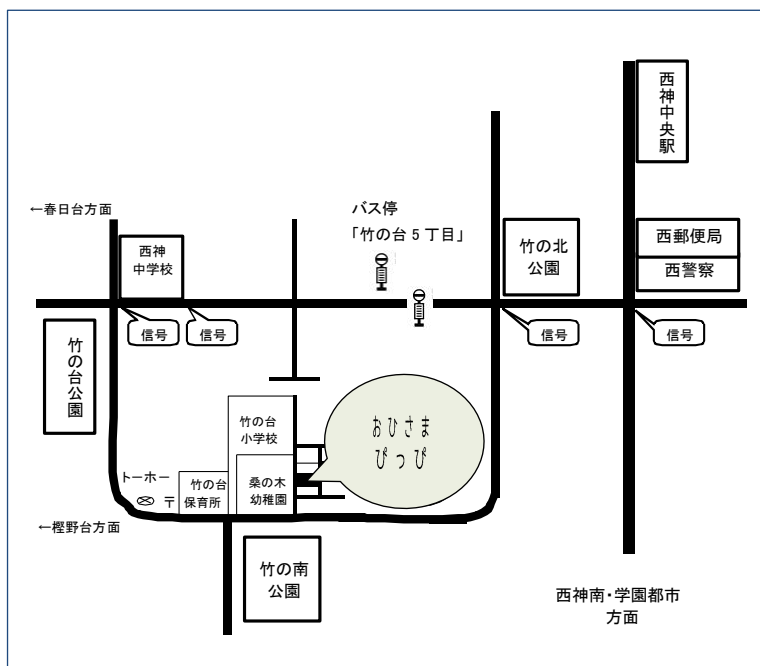 西神中央駅
←春日台方面
バス停
「竹の台5丁目」
西神
中学校
竹の北
公園
西郵便局
西警察
信号
信号
信号
信号
竹の台公園
竹の台
小学校
おひさま
ぴっぴ
トーホー
〒
竹の台
保育所
桑の木
幼稚園
←樫野台方面
竹の南
公園
西神南・学園都市
方面